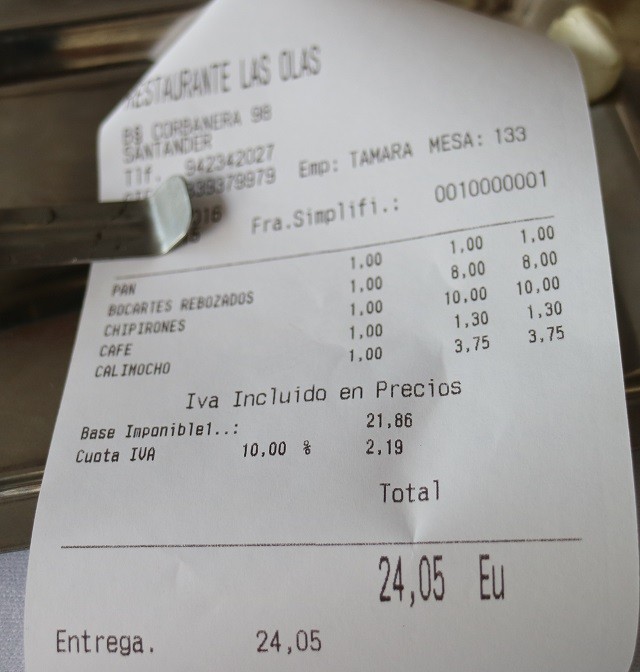 RESTAURANTE LAS OLAS
Bº CORBANERA 98
SANTANDER
Tlf. 942342027
Emp: TAMARA MESA: 133
Fra.Simplifi.: 0010000001
PAN 1,00 1,00 1,00
BOCARTES REBOZADOS 1,00 8,00 8,00
CHIPIRONES 1,00 10,00 10,00
CAFE 1,00 1,30 1,30
CALIMOCHO 1,00 3,75 3,75
Iva Incluido en Precios
Base Imponible1..: 21,86
Cuota IVA 10,00 % 2,19
Total
24,05 Eu
Entrega. 24,05